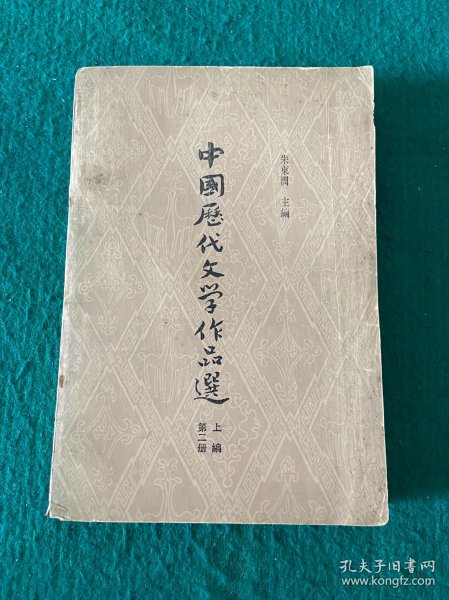 朱東潤 主編
中國歷代文学作品選
上編
第二册
孔夫子旧书网
www.kongfz.com